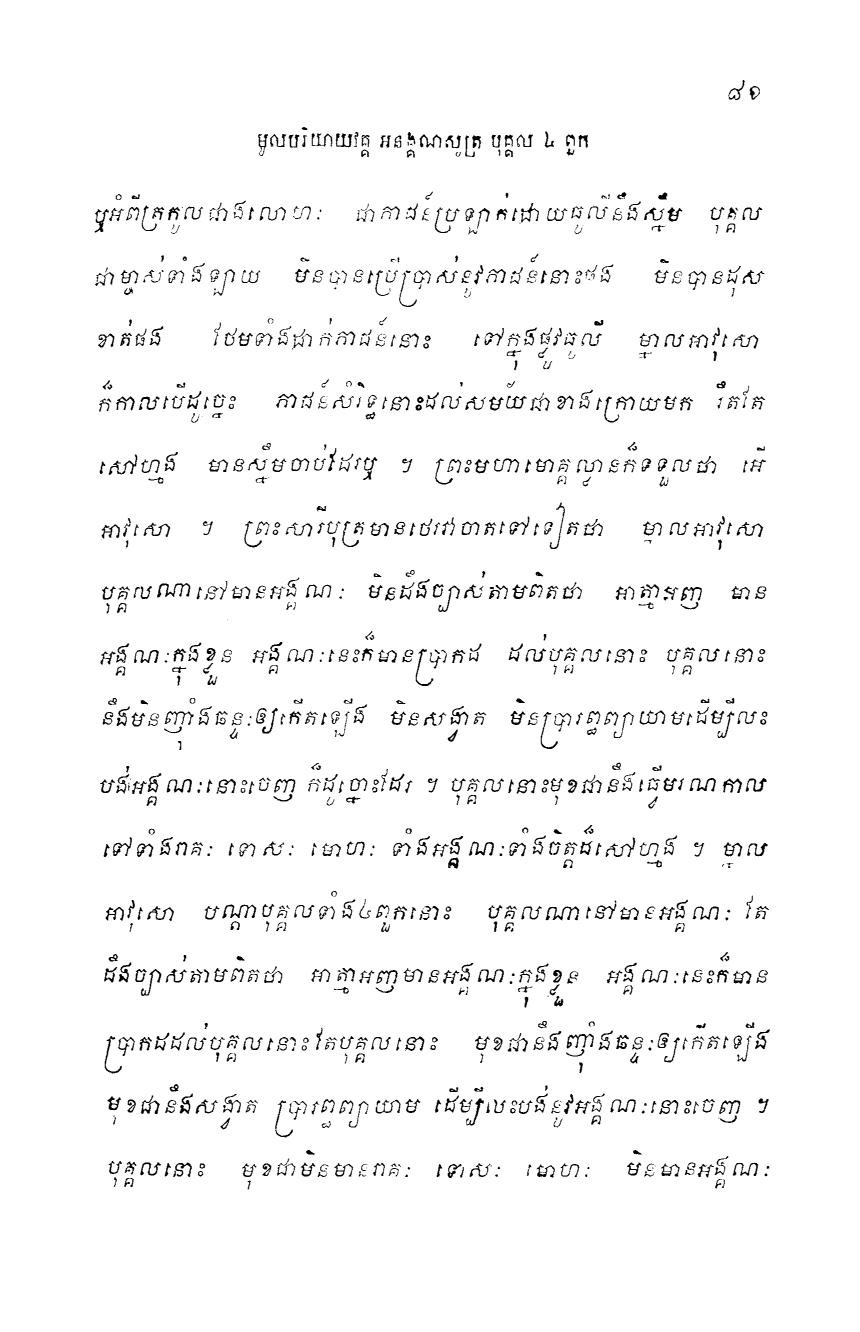 ៨១
មូលបរិយាយវគ្គ អនង្គណសូត្រ បុគ្គល ៤ ពួក
ឬអំពីត្រកូលជាងលោហៈ ជាភាជន៍ប្រឡាក់ដោយធូលីនឹងស្នឹម បុគ្គល
ជាម្ចាស់ទាំងឡាយ មិនបានប្រើប្រាស់នូវភាជន៍នោះផង មិនបានដុស
ខាត់ផង ថែមទាំងដាក់ភាជន៍នោះ ទៅក្នុងផ្លូវធូលី ម្នាលអាវុសោ
ក៏កាលបើដូច្នេះ ភាជន៍សំរិទ្ធនោះដល់សម័យជាខាងក្រោយមក រឹតតែ
សៅហ្មង មានស្នឹមចាប់ដែរឬ ។ ព្រះមហាមោគ្គល្លានក៏ទទួលថា អើ
អាវុសោ ។ ព្រះសារីបុត្រមានថេរវាចាតទៅទៀតថា ម្នាលអាវុសោ
បុគ្គលណានៅមានអង្គណៈ មិនដឹងច្បាស់តាមពិតថា អាត្មាអញ មាន
អង្គណៈក្នុងខ្លួន អង្គណៈនេះក៏មានប្រាកដ ដល់បុគ្គលនោះ បុគ្គលនោះ
នឹងមិនញ៉ាំងឆន្ទៈឲ្យកើតឡើង មិនសង្វាត មិនប្រារព្ធព្យាយាមដើម្បីលះ
បង់អង្គណៈនោះចេញ ក៏ដូច្នោះដែរ ។ បុគ្គលនោះមុខជានឹងធ្វើមរណកាល
ទៅទាំងរាគៈ ទោសៈ មោហៈ ទាំងអង្គណៈទាំងចិត្តដ៏សៅហ្មង ។ ម្នាល
អាវុសោ បណ្តាបុគ្គលទាំង៤ពួកនោះ បុគ្គលណានៅមានអង្គណៈ តែ
ដឹងច្បាស់តាមពិតថា អាត្មាអញមានអង្គណៈក្នុងខ្លួន អង្គណៈនេះក៏មាន
ប្រាកដដល់បុគ្គលនោះ តែបុគ្គលនោះ មុខជានឹងញ៉ាំងឆន្ទៈឲ្យកើតឡើង
មុខជានឹងសង្វាត ប្រារព្ធព្យាយាម ដើម្បីលះបង់នូវអង្គណៈនោះចេញ ។
បុគ្គលនោះ មុខជាមិនមានរាគៈ ទោសៈ មោហៈ មិនមានអង្គណៈ